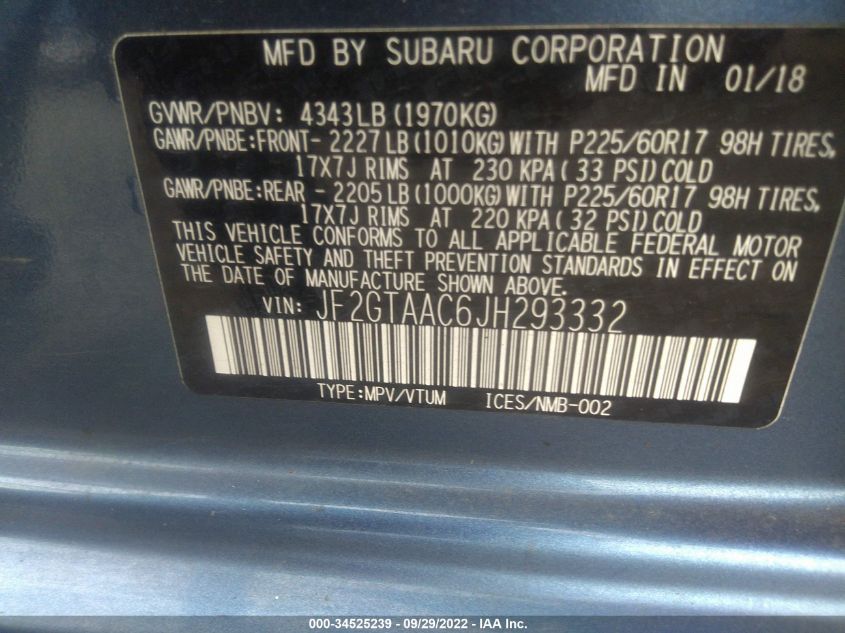 MFD BY SUBARU CORPORATION
MFD IN 01/18
GVWR/PNBV: 4343LB (1970KG)
GAWR/PNBE:FRONT- 2227LB (1010KG)WITH P225/60R17 98H TIRES,
17X7J RIMS AT 230 KPA (33 PSI)COLD
GAWR/PNBE:REAR - 2205LB (1000KG)WITH P225/60R17 98H TIRES,
17X7J RIMS AT 220 KPA (32 PSI)COLD
THIS VEHICLE CONFORMS TO ALL APPLICABLE FEDERAL MOTOR
VEHICLE SAFETY AND THEFT PREVENTION STANDARDS IN EFFECT ON
THE DATE OF MANUFACTURE SHOWN ABOVE.
VIN: JF2GTAAC6JH293332
TYPE:MPV/VTUM ICES/NMB-002
000-34525239 - 09/29/2022 - IAA Inc.